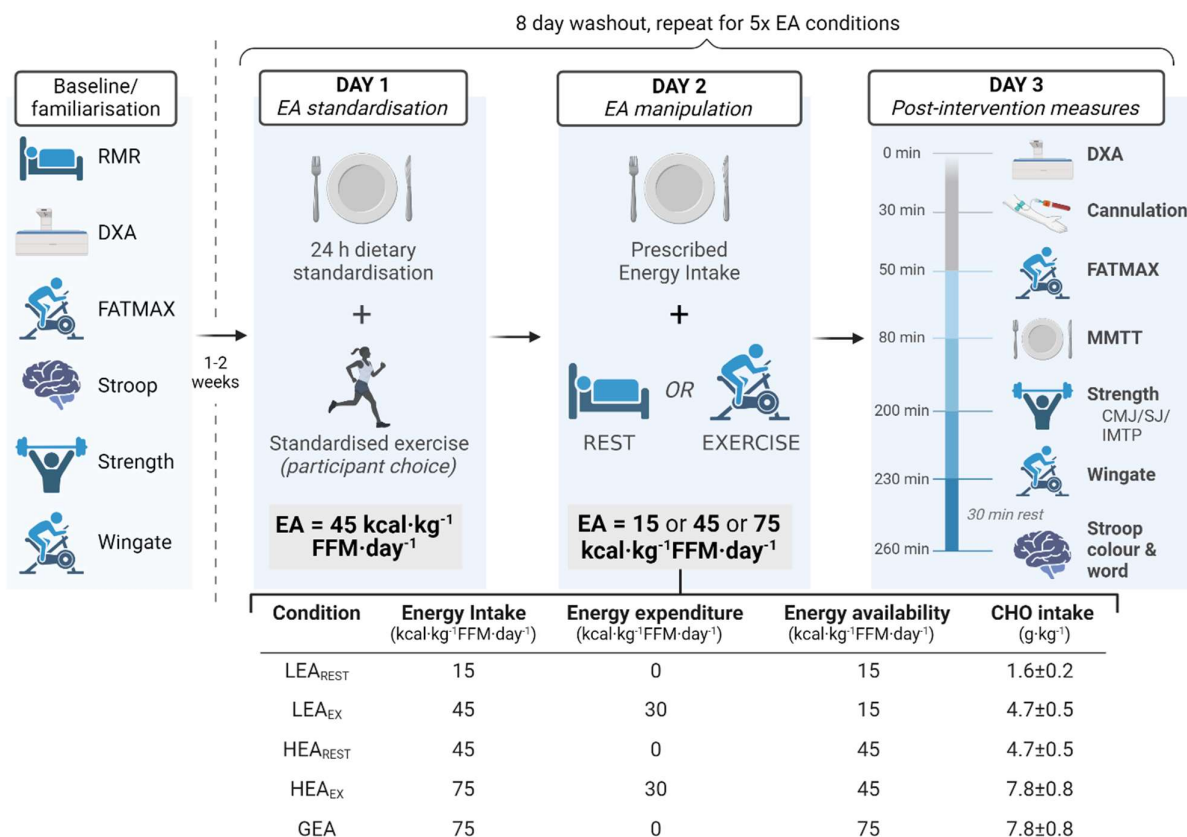 8 day washout, repeat for 5x EA conditions
Baseline/
familiarisation
RMR
DXA
FATMAX
Stroop
Strength
Wingate
1-2
weeks
DAY 1
EA standardisation
24 h dietary
standardisation
+
Standardised exercise
(participant choice)
EA = 45 kcal·kg⁻¹
FFM·day⁻¹
DAY 2
EA manipulation
Prescribed
Energy Intake
+
REST
OR
EXERCISE
EA = 15 or 45 or 75
kcal·kg⁻¹FFM·day⁻¹
DAY 3
Post-intervention measures
0 min
DXA
30 min
Cannulation
50 min
FATMAX
80 min
MMTT
200 min
Strength
CMJ/SJ/
IMTP
230 min
Wingate
30 min rest
260 min
Stroop
colour &
word
Condition Energy Intake Energy expenditure Energy availability CHO intake
(kcal·kg⁻¹FFM·day⁻¹) (kcal·kg⁻¹FFM·day⁻¹) (kcal·kg⁻¹FFM·day⁻¹) (g·kg⁻¹)
LEA_REST 15 0 15 1.6±0.2
LEA_EX 45 30 15 4.7±0.5
HEA_REST 45 0 45 4.7±0.5
HEA_EX 75 30 45 7.8±0.8
GEA 75 0 75 7.8±0.8